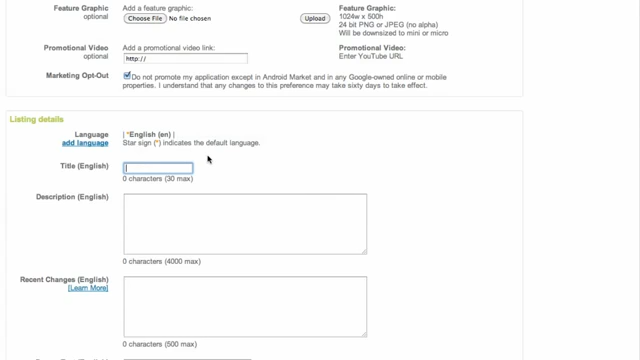 Feature Graphic
optional
Add a feature graphic:
Choose File No file chosen
Upload
Feature Graphic:
1024w x 500h
24 bit PNG or JPEG (no alpha)
Will be downsized to mini or micro
Promotional Video
optional
Add a promotional video link:
http://
Promotional Video:
Enter YouTube URL
Marketing Opt-Out
Do not promote my application except in Android Market and in any Google-owned online or mobile
properties. I understand that any changes to this preference may take sixty days to take effect.
Listing details
Language
add language
| *English (en) |
Star sign (*) indicates the default language.
Title (English)
0 characters (30 max)
Description (English)
0 characters (4000 max)
Recent Changes (English)
[Learn More]
0 characters (500 max)